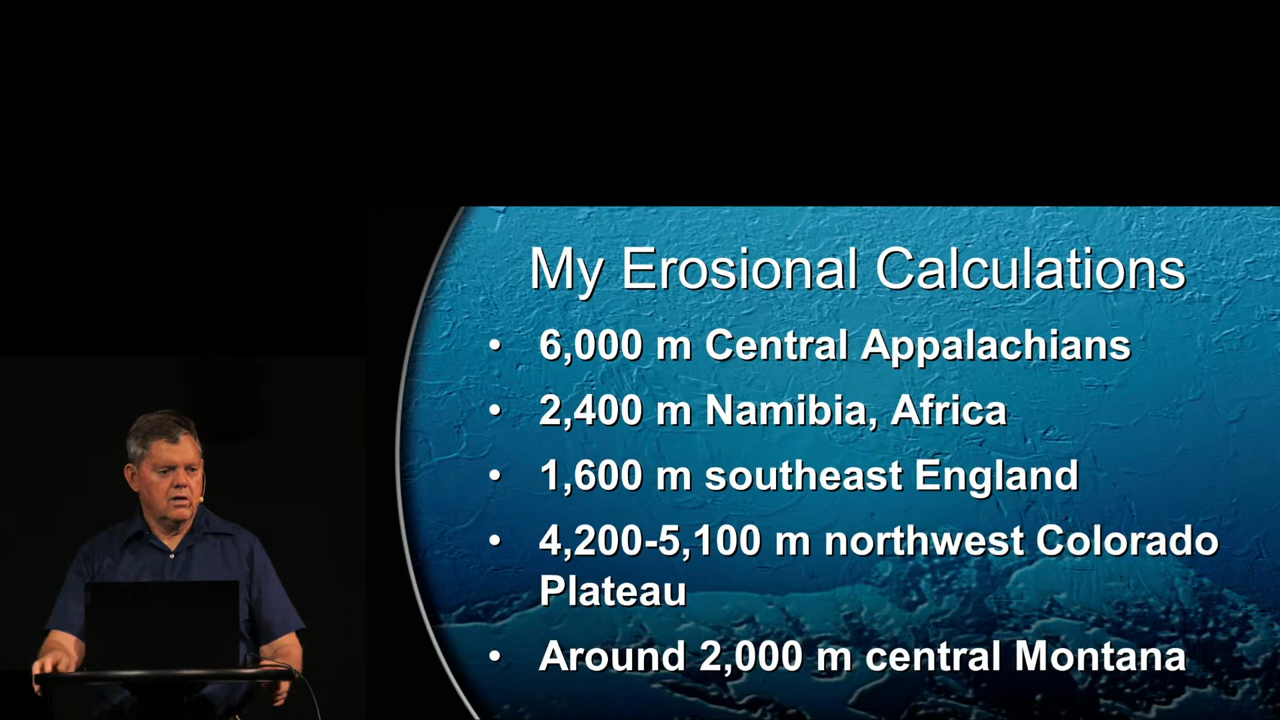 My Erosional Calculations
• 6,000 m Central Appalachians
• 2,400 m Namibia, Africa
• 1,600 m southeast England
• 4,200-5,100 m northwest Colorado
Plateau
• Around 2,000 m central Montana